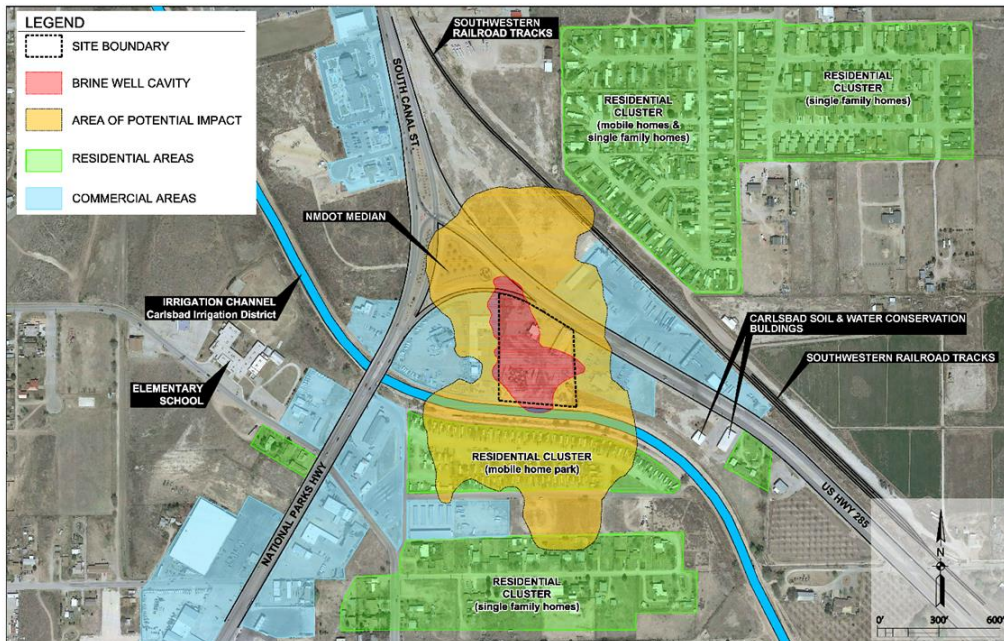 LEGEND
SITE BOUNDARY
BRINE WELL CAVITY
AREA OF POTENTIAL IMPACT
RESIDENTIAL AREAS
COMMERCIAL AREAS
SOUTHWESTERN
RAILROAD TRACKS
SOUTH CANAL ST.
RESIDENTIAL
CLUSTER
(single family homes)
RESIDENTIAL
CLUSTER
(mobile homes &
single family homes)
NMDOT MEDIAN
IRRIGATION CHANNEL
Carlsbad Irrigation District
CARLSBAD SOIL & WATER CONSERVATION
BULDINGS
SOUTHWESTERN RAILROAD TRACKS
ELEMENTARY
SCHOOL
RESIDENTIAL CLUSTER
(mobile home park)
US HWY 285
NATIONAL PARKS HWY
RESIDENTIAL
CLUSTER
(single family homes)
N
0 300' 600'